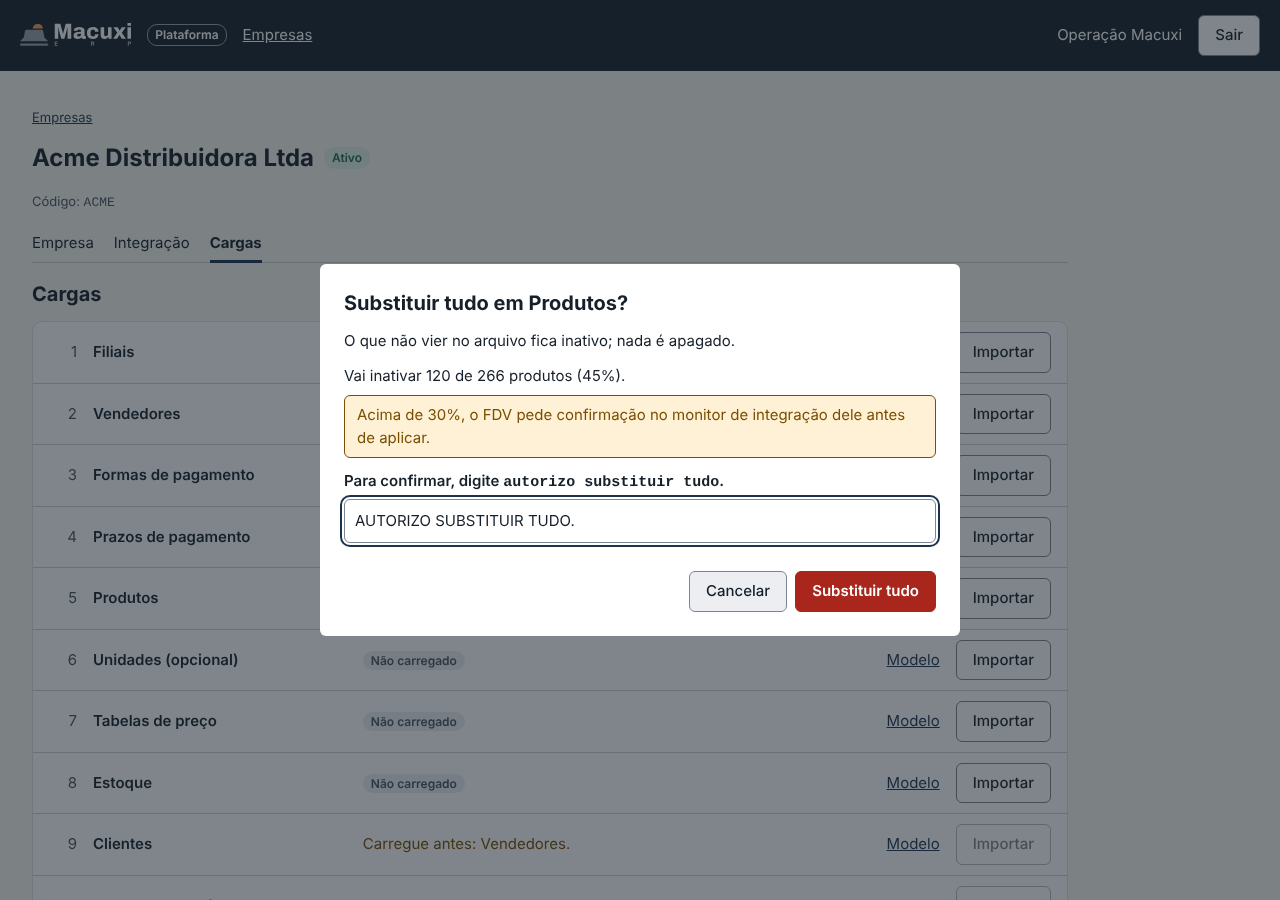 Macuxi
E R P
Plataforma
Empresas
Operação Macuxi
Sair
Empresas
Acme Distribuidora Ltda
Ativo
Código: ACME
Empresa
Integração
Cargas
Cargas
1 Filiais
Importar
2 Vendedores
Importar
3 Formas de pagamento
Importar
4 Prazos de pagamento
Importar
5 Produtos
Importar
Substituir tudo em Produtos?
O que não vier no arquivo fica inativo; nada é apagado.
Vai inativar 120 de 266 produtos (45%).
Acima de 30%, o FDV pede confirmação no monitor de integração dele antes
de aplicar.
Para confirmar, digite autorizo substituir tudo.
AUTORIZO SUBSTITUIR TUDO.
Cancelar
Substituir tudo
6 Unidades (opcional) Não carregado Modelo Importar
7 Tabelas de preço Não carregado Modelo Importar
8 Estoque Não carregado Modelo Importar
9 Clientes Carregue antes: Vendedores. Modelo Importar